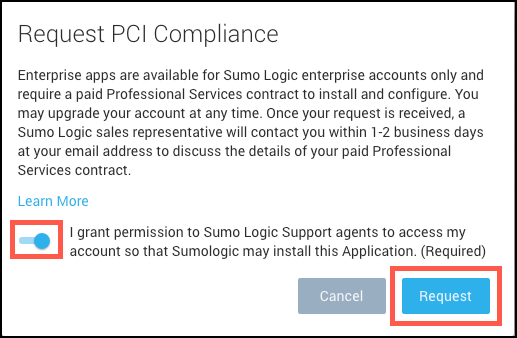 Request PCI Compliance
Enterprise apps are available for Sumo Logic enterprise accounts only and
require a paid Professional Services contract to install and configure. You
may upgrade your account at any time. Once your request is received, a
Sumo Logic sales representative will contact you within 1-2 business days
at your email address to discuss the details of your paid Professional
Services contract.
Learn More
I grant permission to Sumo Logic Support agents to access my
account so that Sumologic may install this Application. (Required)
Cancel
Request